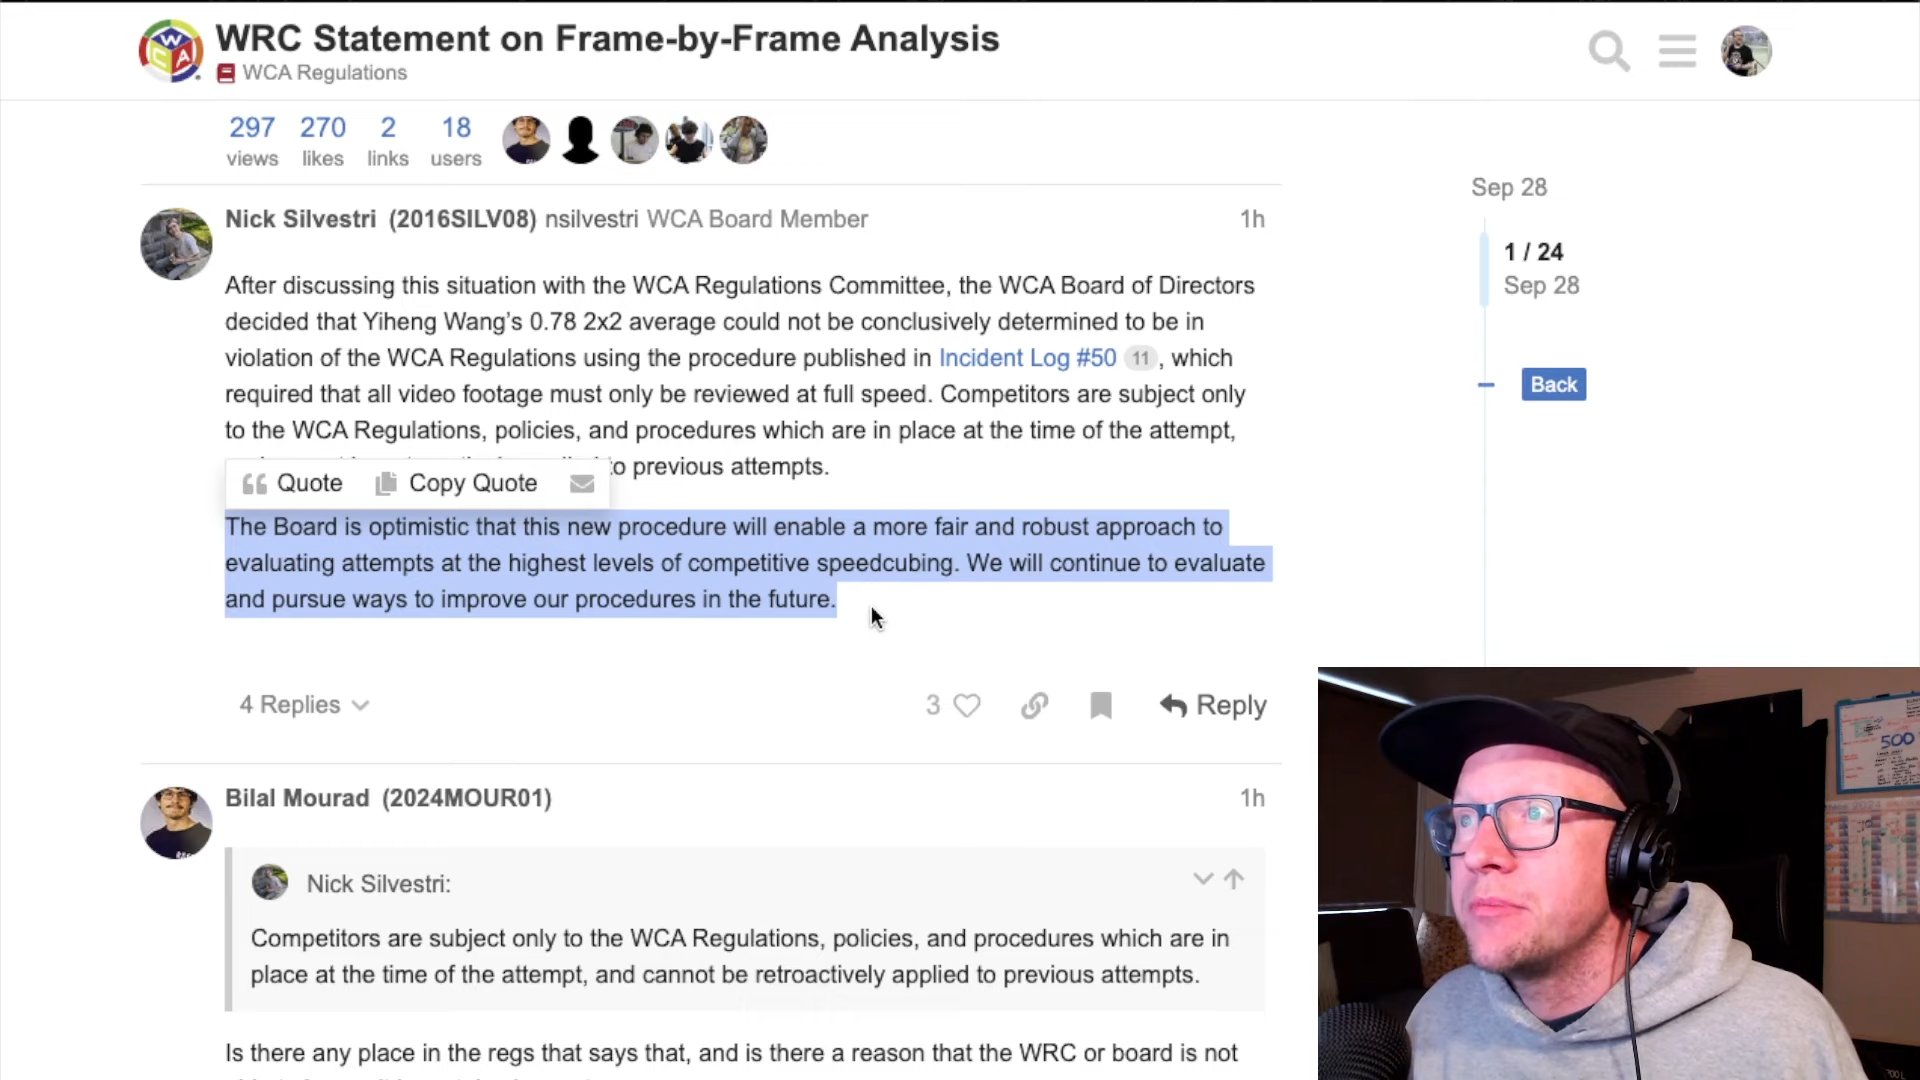 WRC Statement on Frame-by-Frame Analysis
WCA Regulations
297 270 2 18
views likes links users
Sep 28
Nick Silvestri (2016SILV08) nsilvestri WCA Board Member 1h
1 / 24
Sep 28
After discussing this situation with the WCA Regulations Committee, the WCA Board of Directors
decided that Yiheng Wang's 0.78 2x2 average could not be conclusively determined to be in
violation of the WCA Regulations using the procedure published in Incident Log #50 11 , which
Back
required that all video footage must only be reviewed at full speed. Competitors are subject only
to the WCA Regulations, policies, and procedures which are in place at the time of the attempt,
to previous attempts.
Quote Copy Quote
The Board is optimistic that this new procedure will enable a more fair and robust approach to
evaluating attempts at the highest levels of competitive speedcubing. We will continue to evaluate
and pursue ways to improve our procedures in the future.
4 Replies 3 Reply
500
Bilal Mourad (2024MOUR01) 1h
Nick Silvestri:
Competitors are subject only to the WCA Regulations, policies, and procedures which are in
place at the time of the attempt, and cannot be retroactively applied to previous attempts.
Is there any place in the regs that says that, and is there a reason that the WRC or board is not